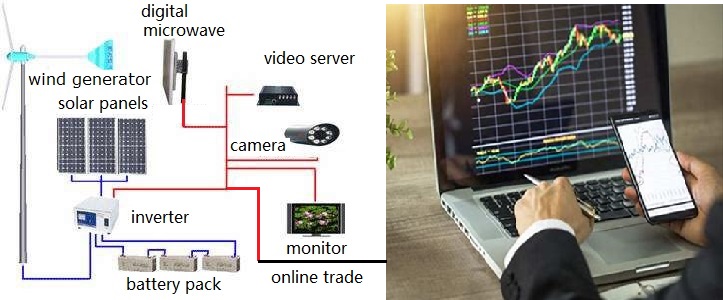 digital
microwave
video server
wind generator
solar panels
camera
inverter
monitor
battery pack
online trade